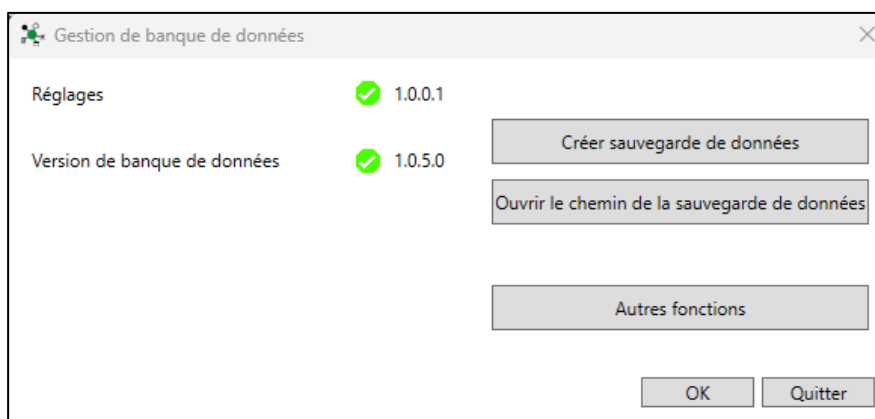 Gestion de banque de données
Réglages 1.0.0.1
Version de banque de données 1.0.5.0
Créer sauvegarde de données
Ouvrir le chemin de la sauvegarde de données
Autres fonctions
OK Quitter